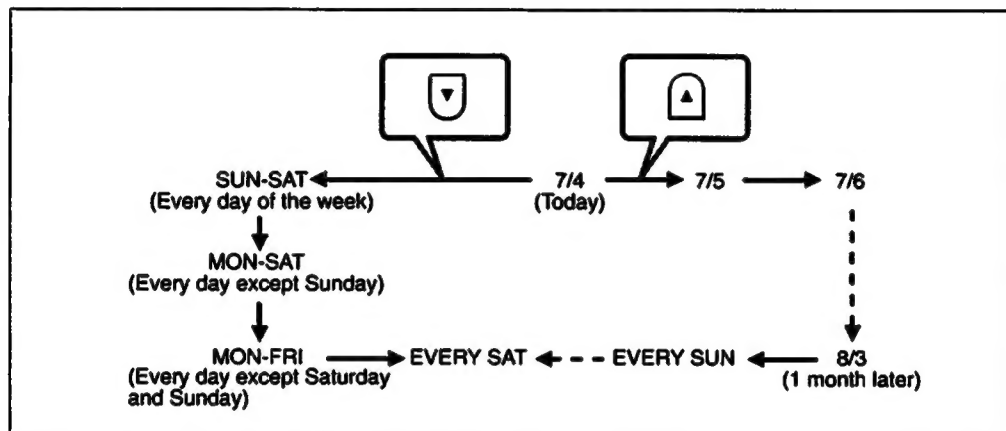 SUN-SAT
(Every day of the week)
7/4
(Today)
7/5
7/6
MON-SAT
(Every day except Sunday)
MON-FRI
(Every day except Saturday
and Sunday)
EVERY SAT
EVERY SUN
8/3
(1 month later)